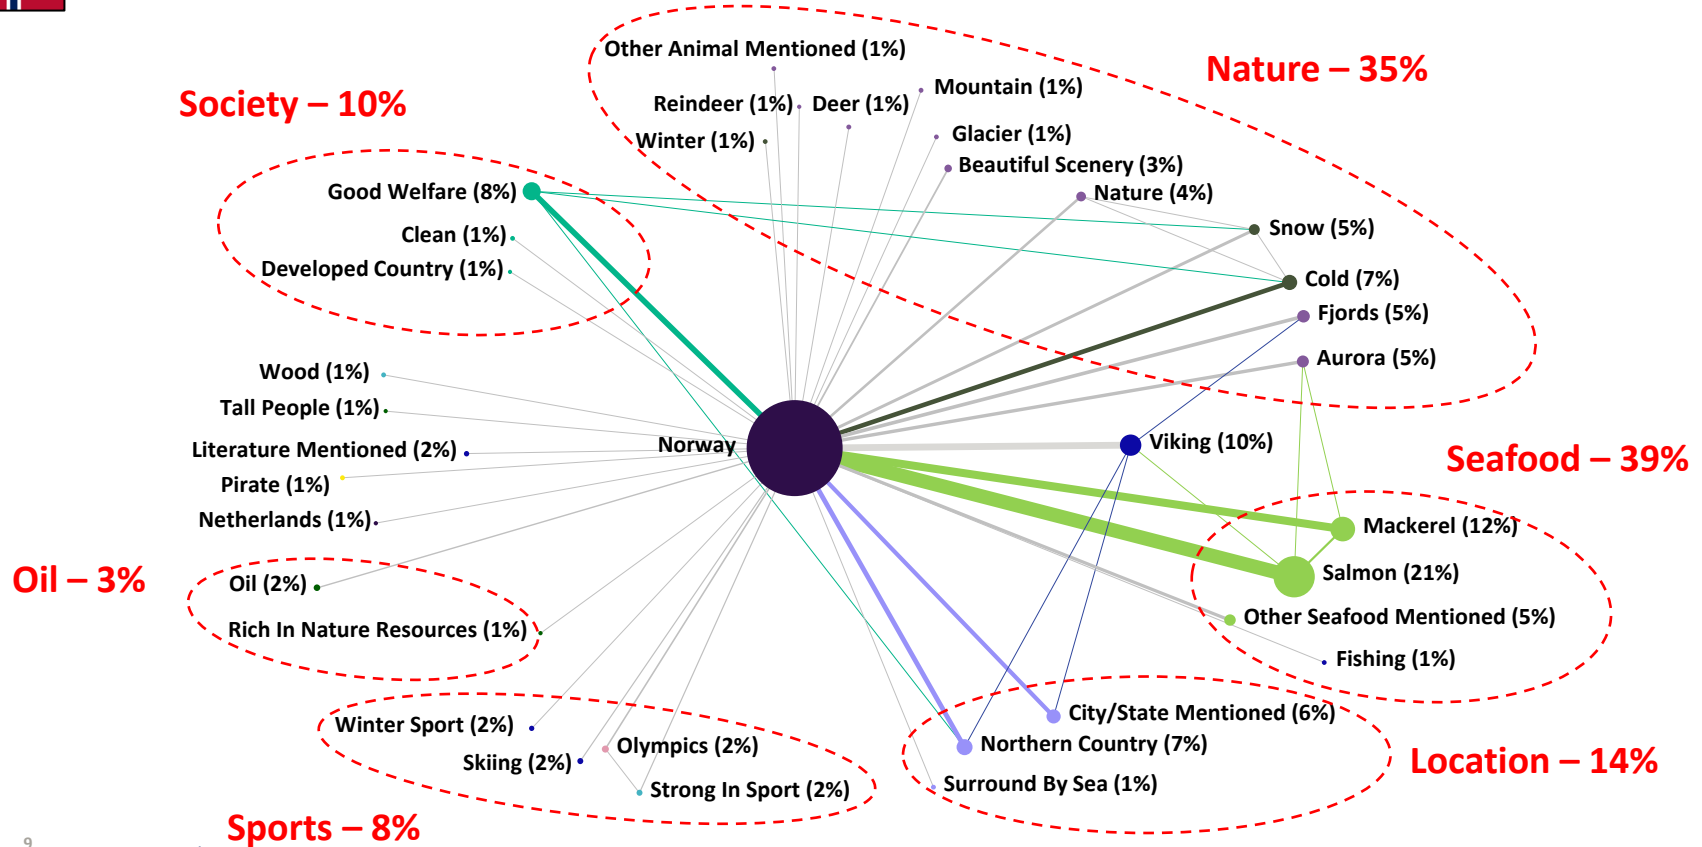 Other Animal Mentioned (1%)
Nature – 35%
Mountain (1%)
Society – 10%
Reindeer (1%)
Deer (1%)
Winter (1%)
Glacier (1%)
Beautiful Scenery (3%)
Good Welfare (8%)
Nature (4%)
Clean (1%)
Snow (5%)
Developed Country (1%)
Cold (7%)
Fjords (5%)
Aurora (5%)
Wood (1%)
Tall People (1%)
Literature Mentioned (2%)
Norway
Viking (10%)
Seafood – 39%
Pirate (1%)
Netherlands (1%)
Mackerel (12%)
Oil – 3%
Oil (2%)
Salmon (21%)
Other Seafood Mentioned (5%)
Rich In Nature Resources (1%)
Fishing (1%)
Winter Sport (2%)
City/State Mentioned (6%)
Olympics (2%)
Northern Country (7%)
Skiing (2%)
Location – 14%
Strong In Sport (2%)
Surround By Sea (1%)
Sports – 8%
9